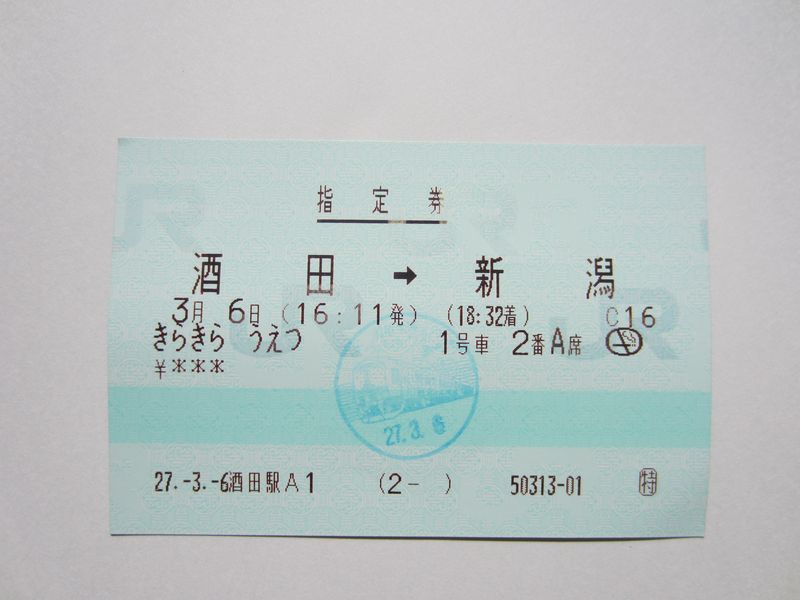 指定券
酒田 ➡ 新潟
3月 6日 (16:11発) (18:32着) C16
きらきら うえつ 1号車 2番A席
¥***
27.3.6
27.-3.-6酒田駅A1 (2- ) 50313-01 特